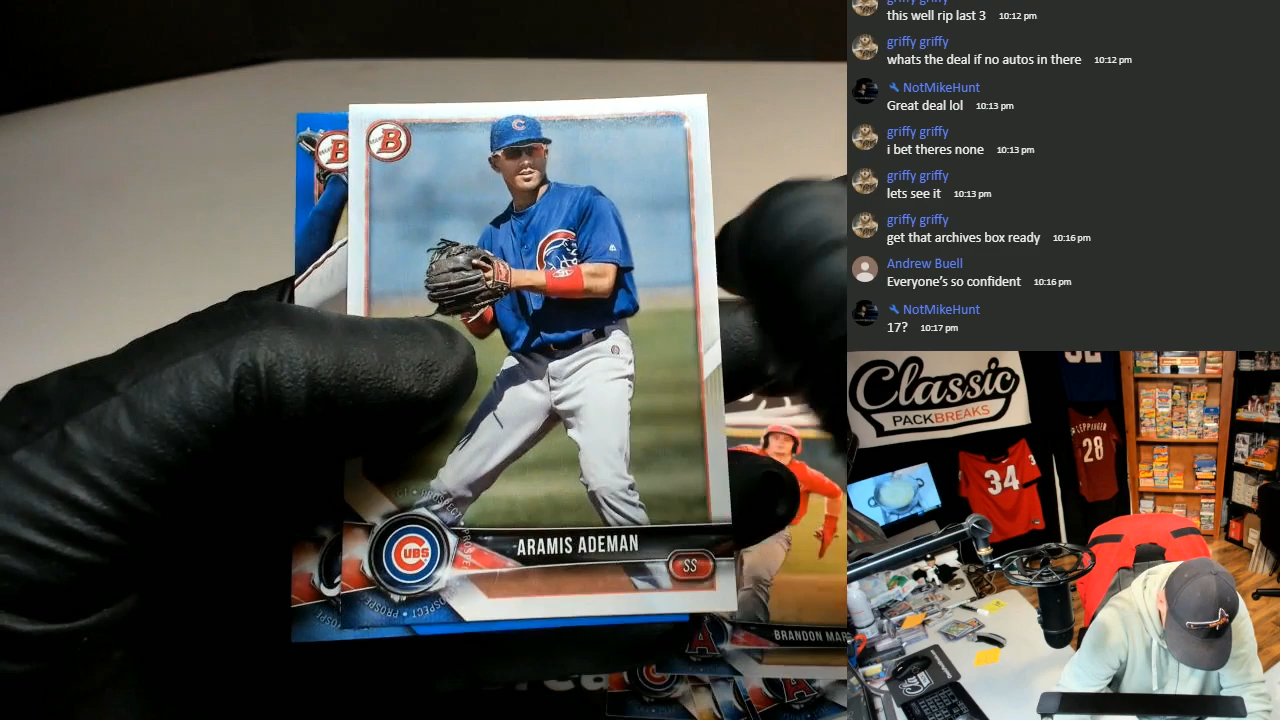 griffy griffy
this well rip last 3 10:12 pm
griffy griffy
whats the deal if no autos in there 10:12 pm
NotMikeHunt
Great deal lol 10:13 pm
griffy griffy
i bet theres none 10:13 pm
griffy griffy
lets see it 10:13 pm
griffy griffy
get that archives box ready 10:16 pm
Andrew Buell
Everyone's so confident 10:16 pm
NotMikeHunt
17? 10:17 pm
B
B
C
CUBS
PROSPECT
ARAMIS ADEMAN
SS
A
BRANDON MAR
A
Classic
PACKBREAKS
34
LEPPINGER
28